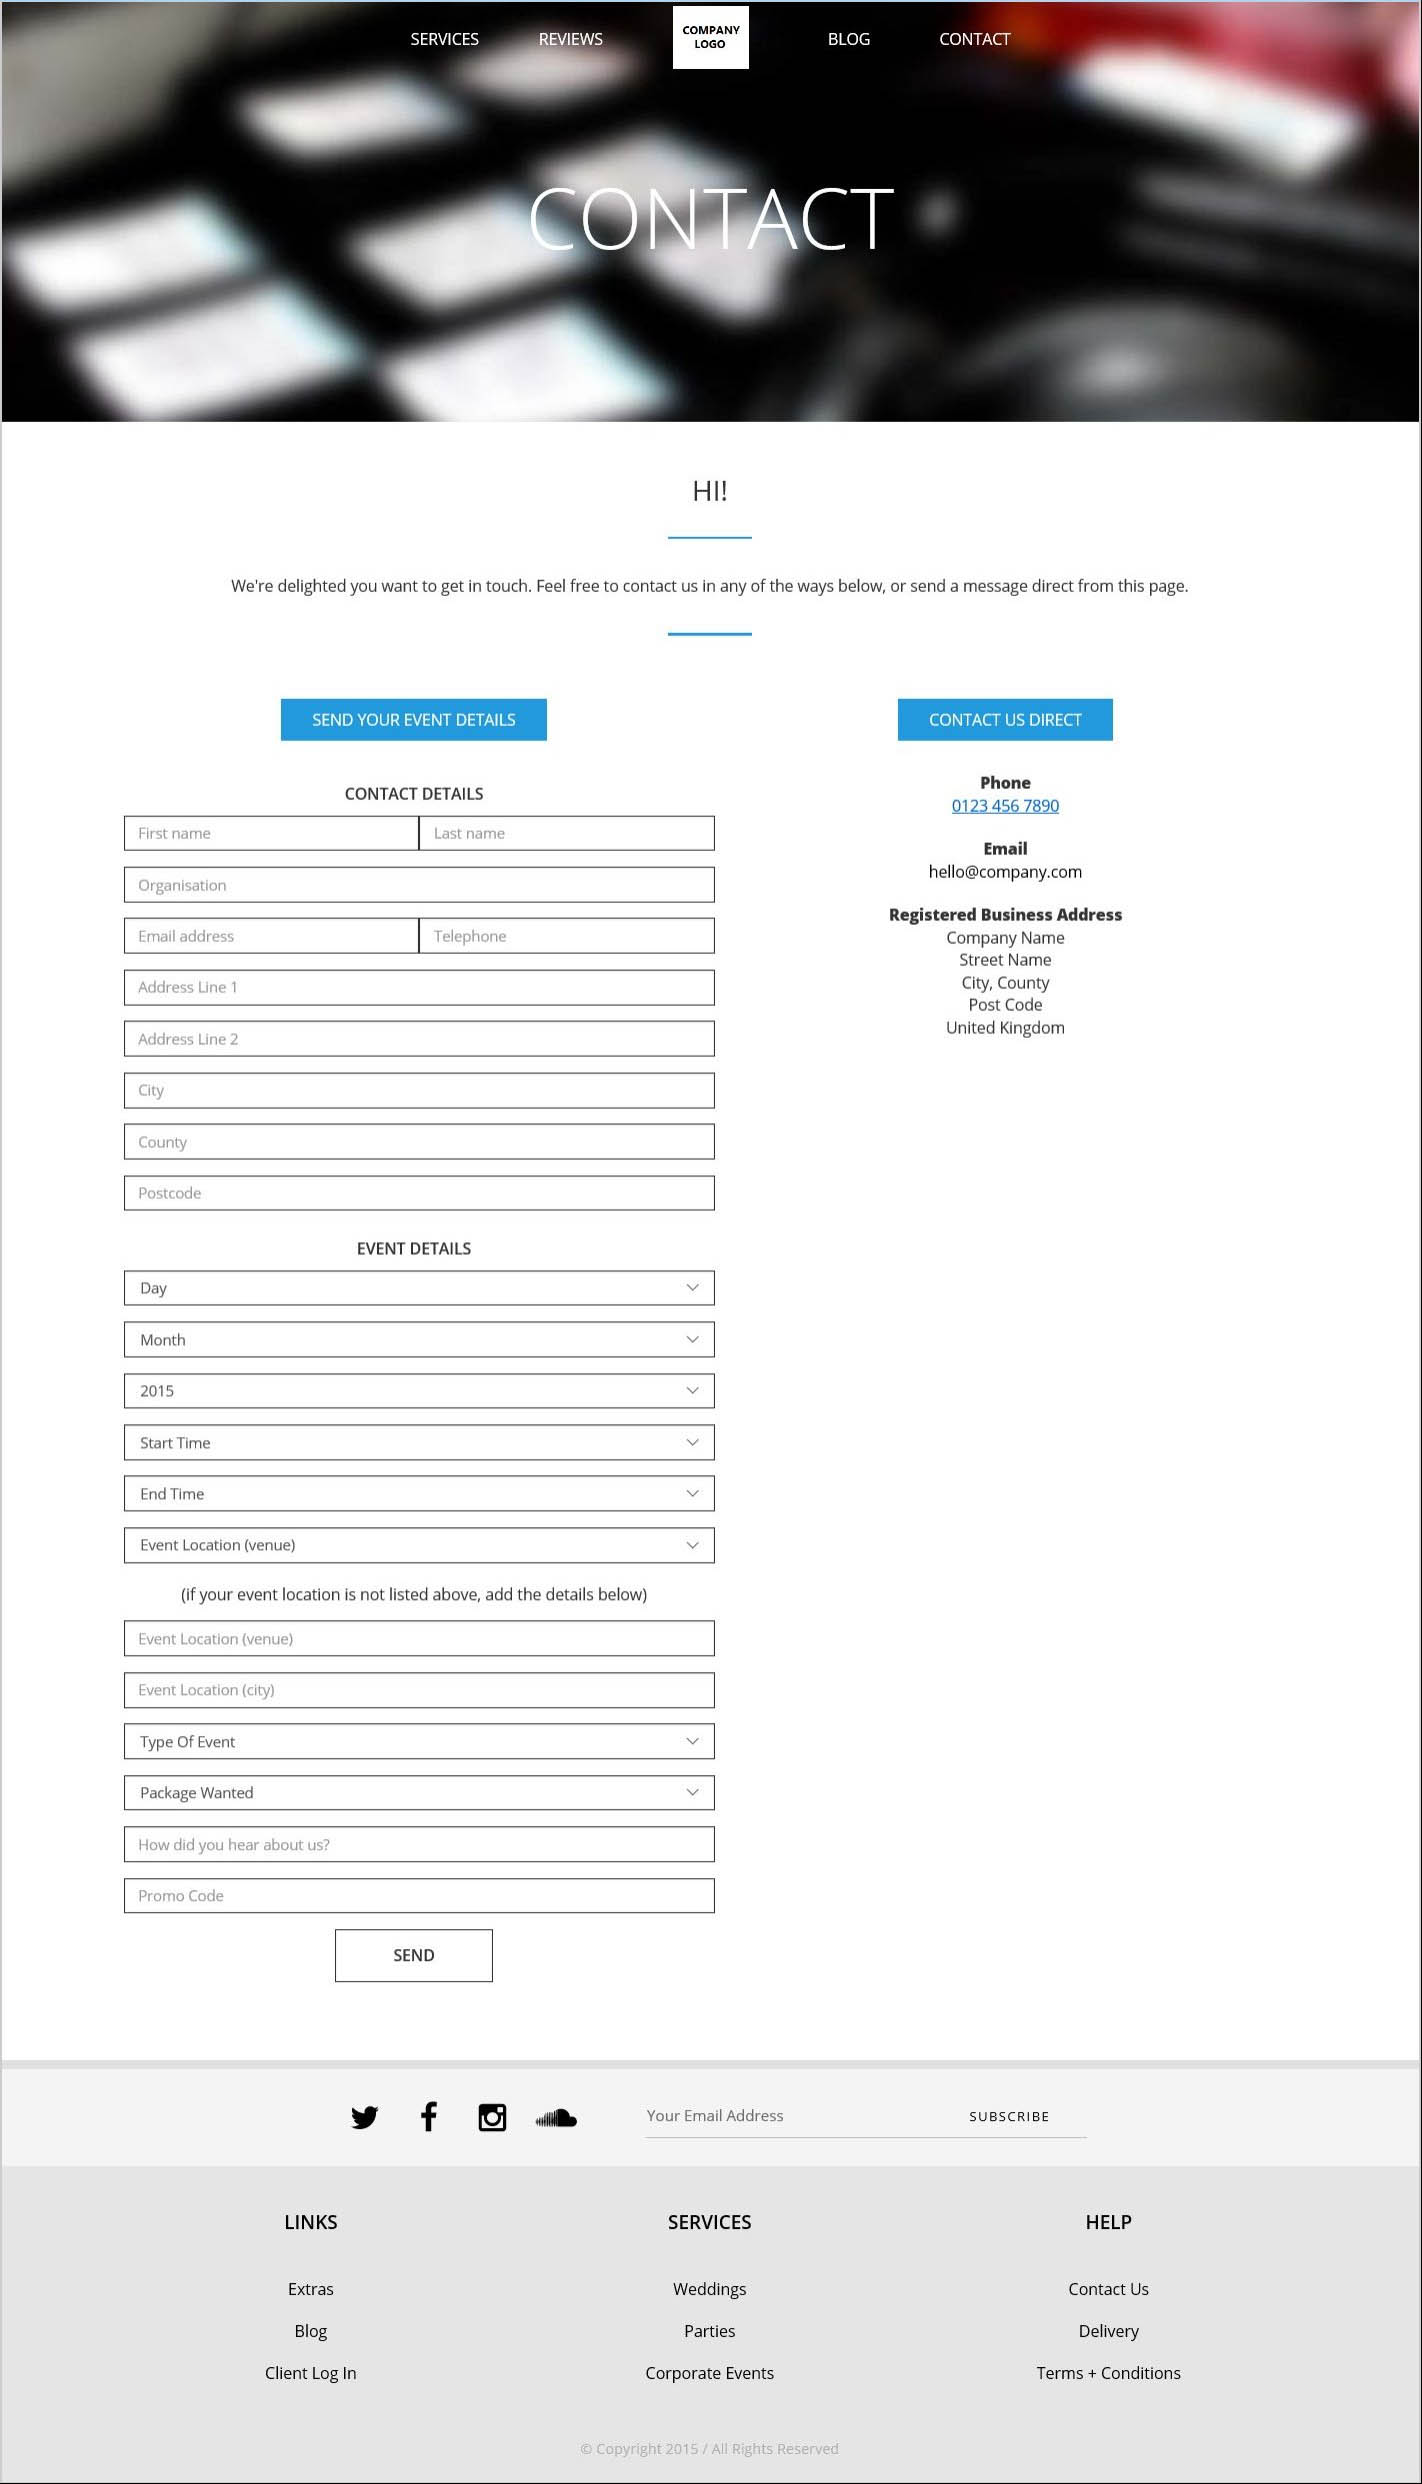 SERVICES
REVIEWS
COMPANY
LOGO
BLOG
CONTACT
CONTACT
HI!
We're delighted you want to get in touch. Feel free to contact us in any of the ways below, or send a message direct from this page.
SEND YOUR EVENT DETAILS
CONTACT DETAILS
First name
Last name
Organisation
Email address
Telephone
Address Line 1
Address Line 2
City
County
Postcode
EVENT DETAILS
Day
Month
2015
Start Time
End Time
Event Location (venue)
(if your event location is not listed above, add the details below)
Event Location (venue)
Event Location (city)
Type Of Event
Package Wanted
How did you hear about us?
Promo Code
SEND
CONTACT US DIRECT
Phone
0123 456 7890
Email
hello@company.com
Registered Business Address
Company Name
Street Name
City, County
Post Code
United Kingdom
Your Email Address
SUBSCRIBE
LINKS
Extras
Blog
Client Log In
SERVICES
Weddings
Parties
Corporate Events
HELP
Contact Us
Delivery
Terms + Conditions
© Copyright 2015 / All Rights Reserved